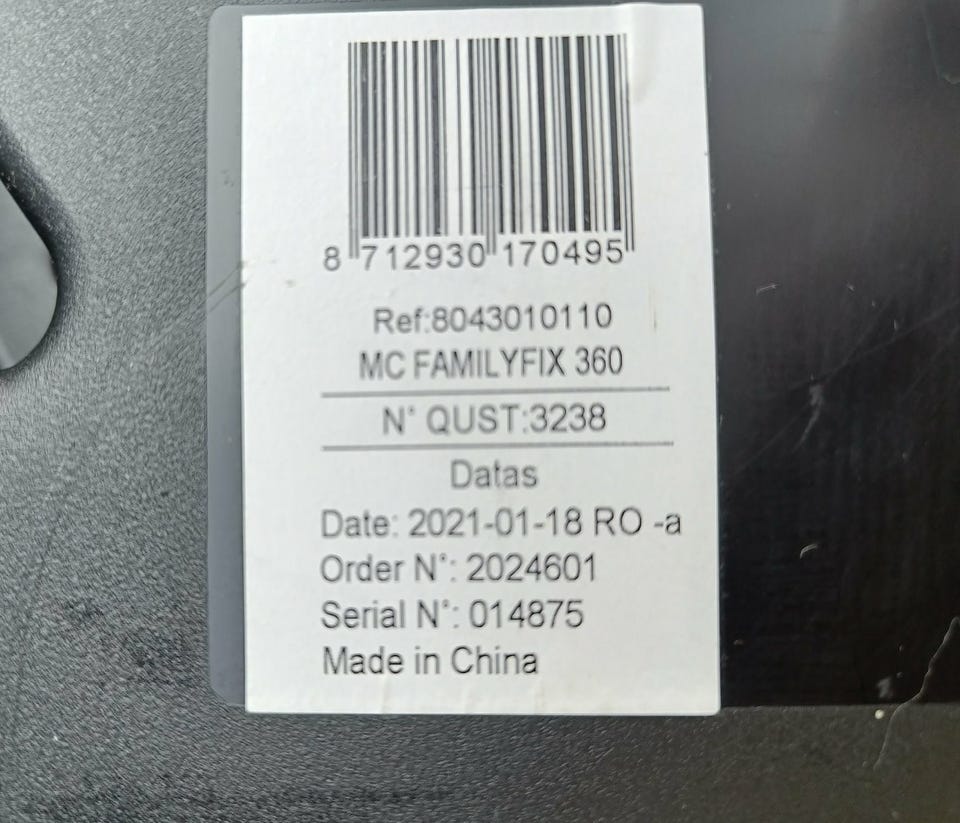 8 712930 170495
Ref:8043010110
MC FAMILYFIX 360
N° QUST:3238
Datas
Date: 2021-01-18 RO -a
Order N°: 2024601
Serial N°: 014875
Made in China